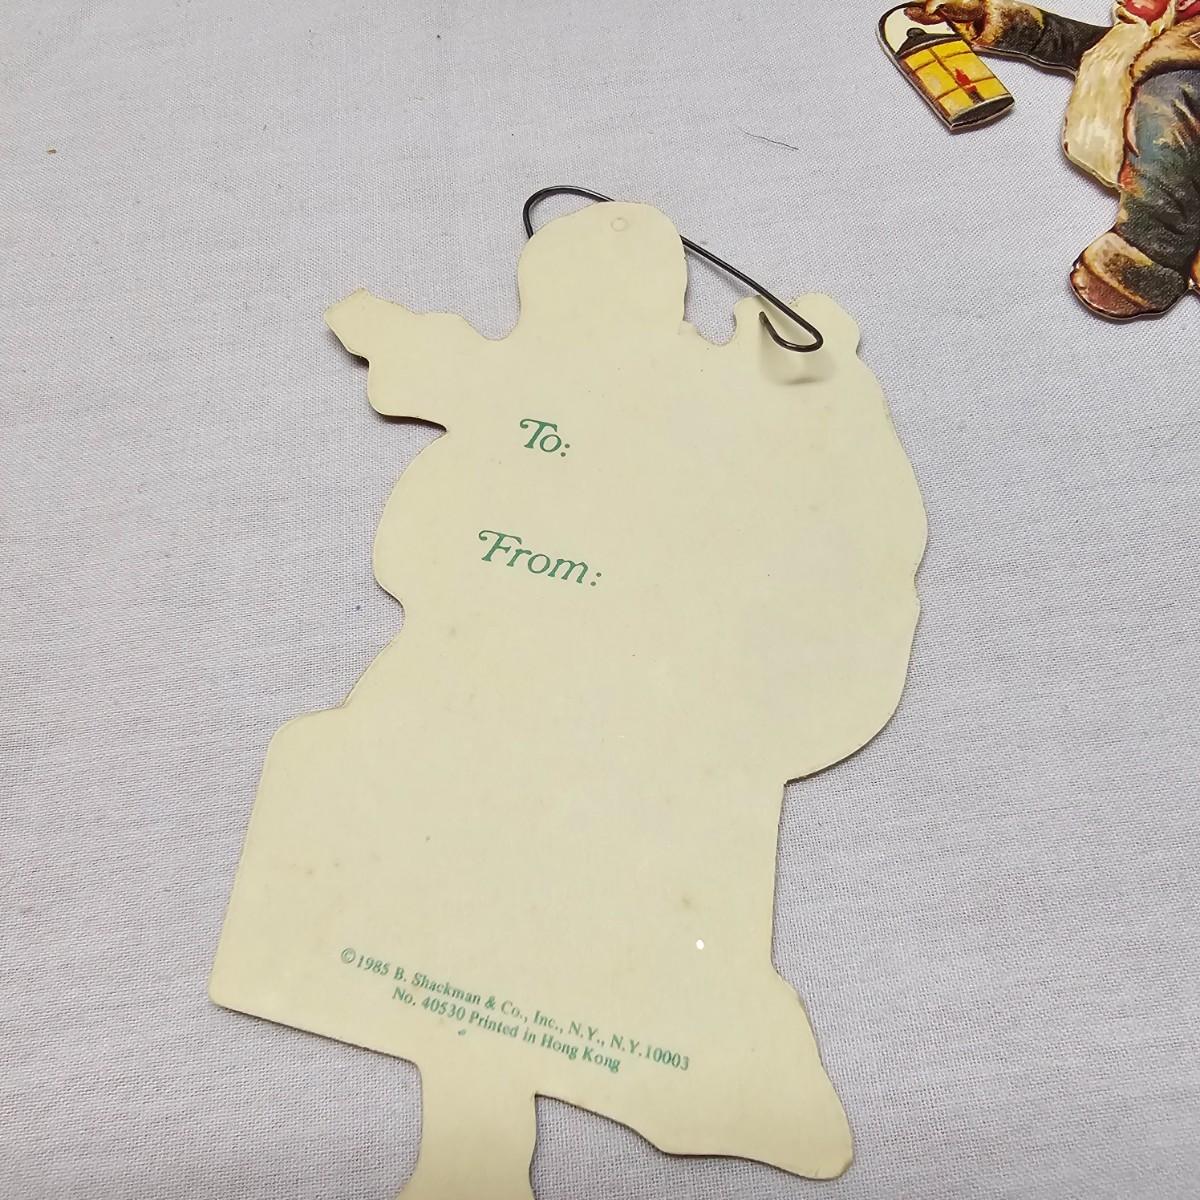 To:
From:
©1985 B. Shackman & Co., Inc., N.Y., N.Y.10003
No. 40530 Printed in Hong Kong